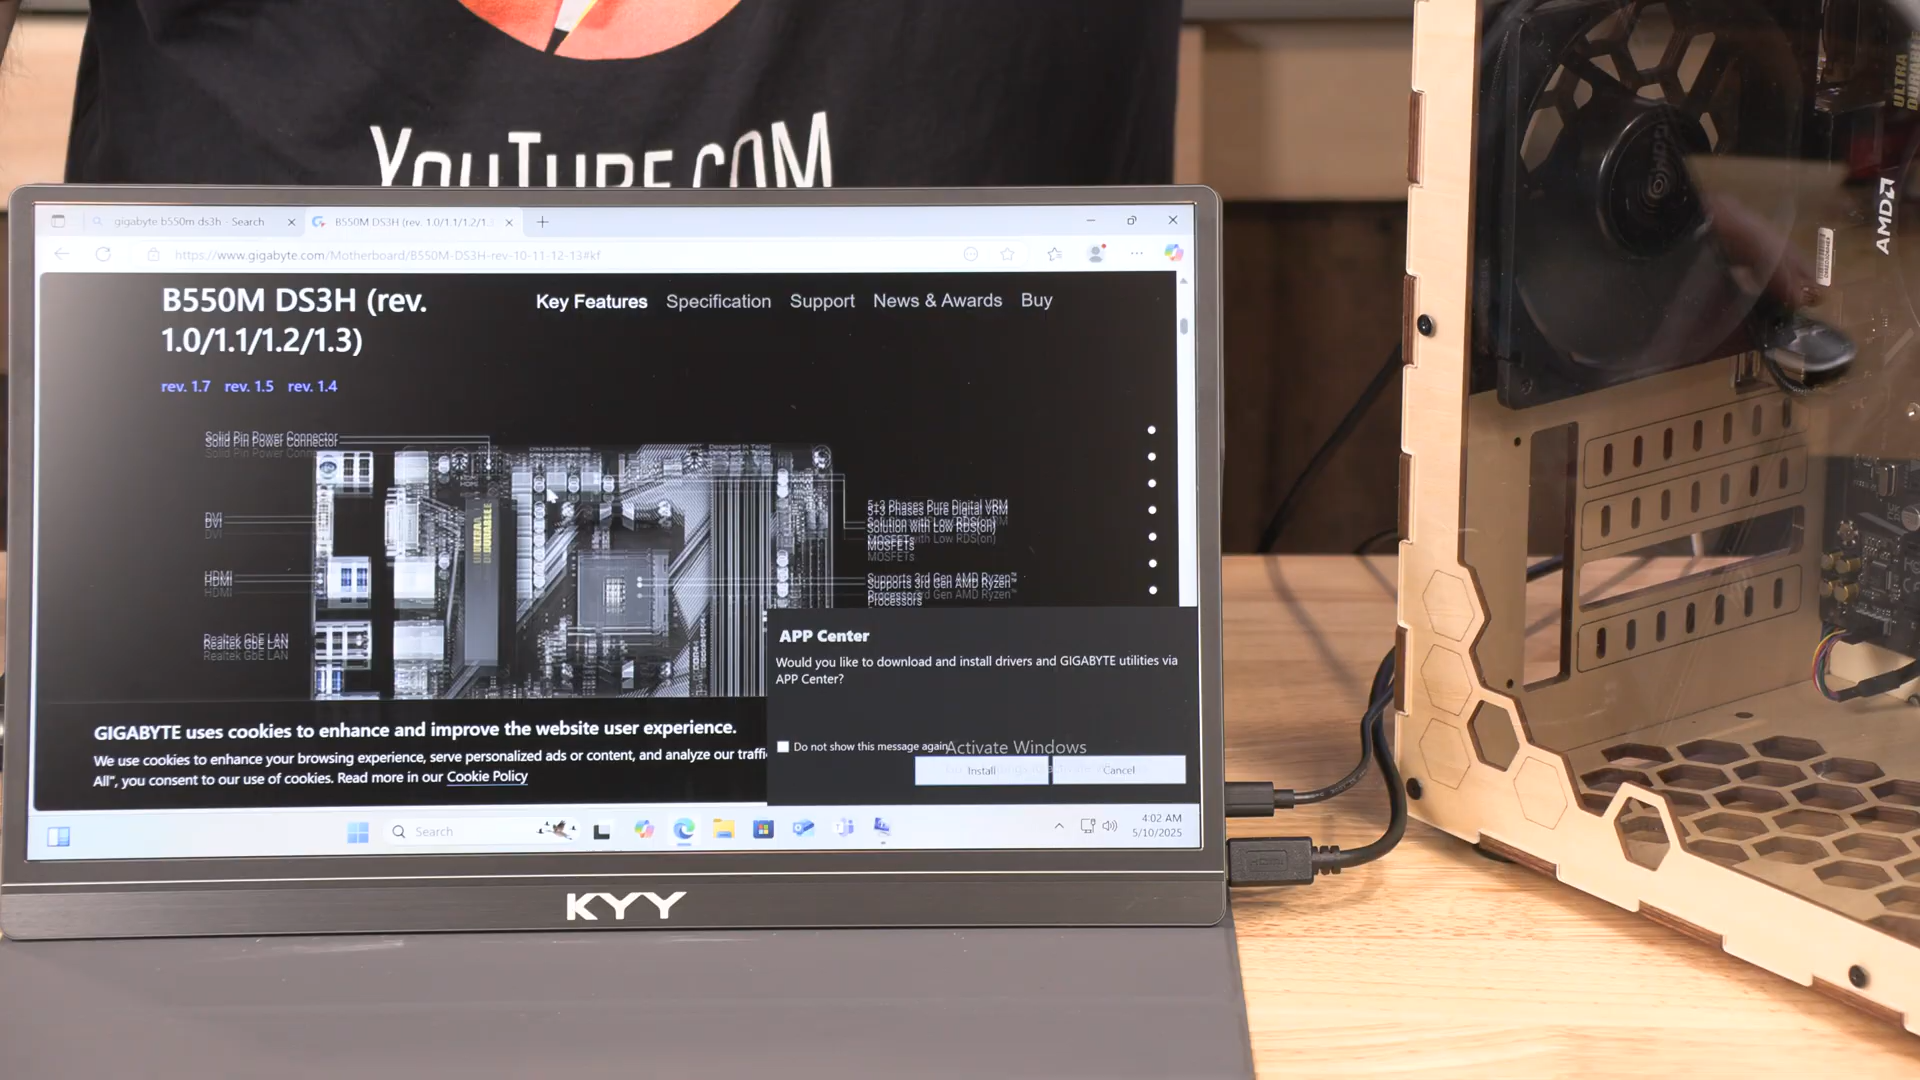 YOUTUBE.COM
gigabyte b550m ds3h - Search
B550M DS3H (rev. 1.0/1.1/1.2/1.
https://www.gigabyte.com/Motherboard/B550M-DS3H-rev-10-11-12-13#kf
B550M DS3H (rev.
1.0/1.1/1.2/1.3)
Key Features Specification Support News & Awards Buy
rev. 1.7 rev. 1.5 rev. 1.4
Solid Pin Power Connector
DVI
HDMI
Realtek GbE LAN
ULTRA
DURABLE
5+3 Phases Pure Digital VRM
Solution with Low RDS(on)
MOSFETs
Supports 3rd Gen AMD Ryzen™
Processors
APP Center
Would you like to download and install drivers and GIGABYTE utilities via
APP Center?
Do not show this message again
Activate Windows
Install
Cancel
GIGABYTE uses cookies to enhance and improve the website user experience.
We use cookies to enhance your browsing experience, serve personalized ads or content, and analyze our traffi
All", you consent to our use of cookies. Read more in our Cookie Policy
Search
4:02 AM
5/10/2025
KYY
HDMI
AMD
ULTRA
DURABLE